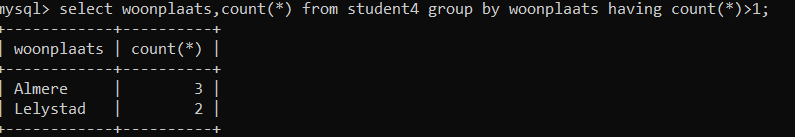 mysql> select woonplaats,count(*) from student4 group by woonplaats having count(*)>1;
+------------+----------+
| woonplaats | count(*) |
+------------+----------+
| Almere     |        3 |
| Lelystad   |        2 |
+------------+----------+